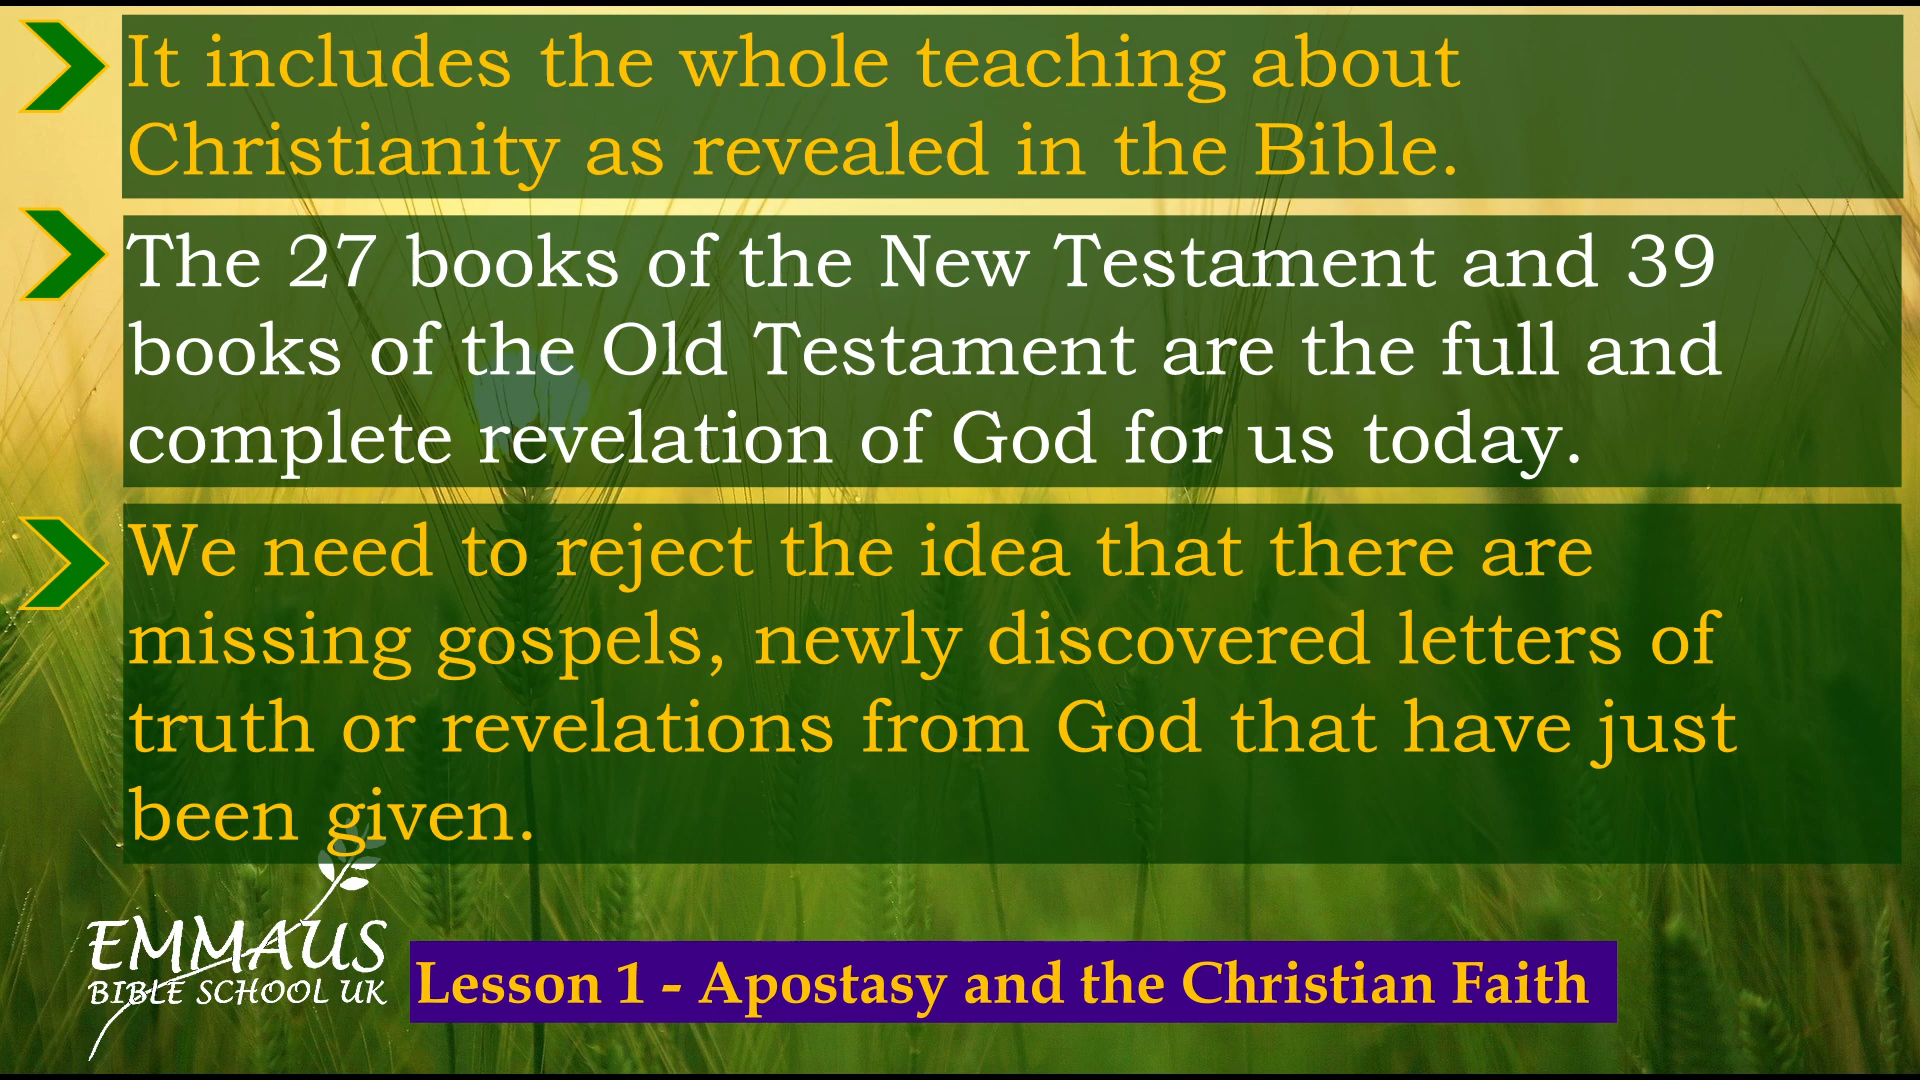 It includes the whole teaching about
Christianity as revealed in the Bible.
The 27 books of the New Testament and 39
books of the Old Testament are the full and
complete revelation of God for us today.
We need to reject the idea that there are
missing gospels, newly discovered letters of
truth or revelations from God that have just
been given.
EMMAUS
BIBLE SCHOOL UK
Lesson 1 - Apostasy and the Christian Faith